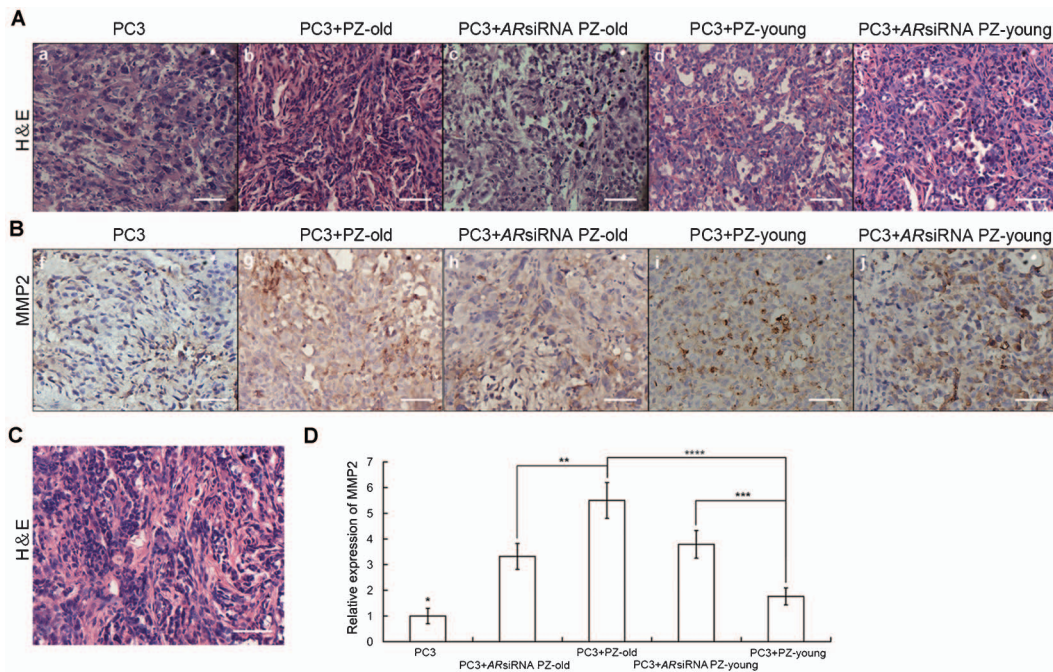 A
PC3 PC3+PZ-old PC3+ARsiRNA PZ-old PC3+PZ-young PC3+ARsiRNA PZ-young
H&E
a b c d e
B
PC3 PC3+PZ-old PC3+ARsiRNA PZ-old PC3+PZ-young PC3+ARsiRNA PZ-young
MMP2
f g h i j
C
H&E
D
Relative expression of MMP2
7
6
5
4
3
2
1
0
** **** *** *
PC3 PC3+PZ-old PC3+PZ-young
PC3+ARsiRNA PZ-old PC3+ARsiRNA PZ-young